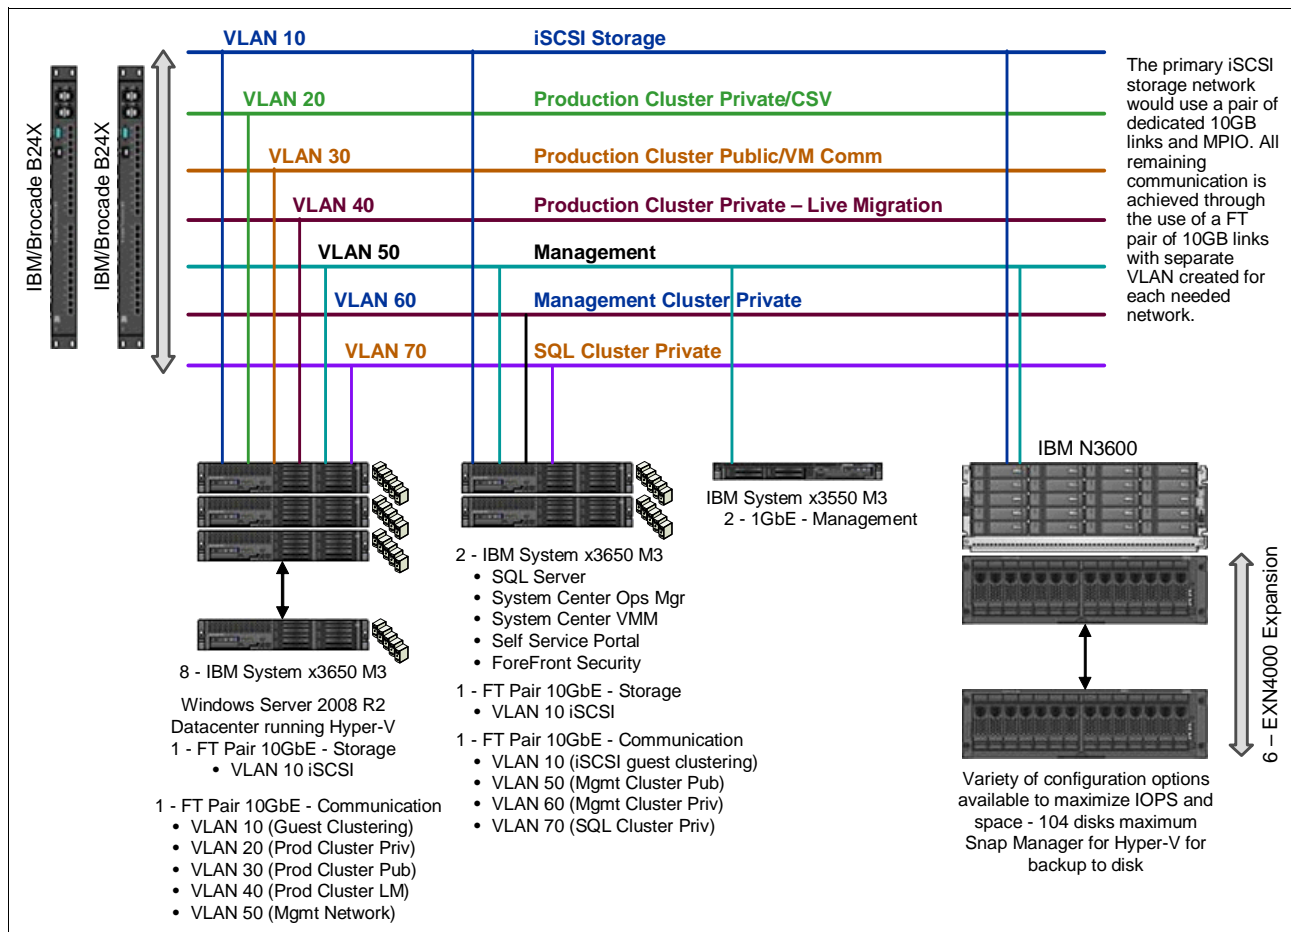 VLAN 10 iSCSI Storage
VLAN 20 Production Cluster Private/CSV
VLAN 30 Production Cluster Public/VM Comm
VLAN 40 Production Cluster Private – Live Migration
VLAN 50 Management
VLAN 60 Management Cluster Private
VLAN 70 SQL Cluster Private
IBM/Brocade B24X
IBM/Brocade B24X
The primary iSCSI
storage network
would use a pair of
dedicated 10GB
links and MPIO. All
remaining
communication is
achieved through
the use of a FT
pair of 10GB links
with separate
VLAN created for
each needed
network.
8 - IBM System x3650 M3
Windows Server 2008 R2
Datacenter running Hyper-V
1 - FT Pair 10GbE - Storage
• VLAN 10 iSCSI
1 - FT Pair 10GbE - Communication
• VLAN 10 (Guest Clustering)
• VLAN 20 (Prod Cluster Priv)
• VLAN 30 (Prod Cluster Pub)
• VLAN 40 (Prod Cluster LM)
• VLAN 50 (Mgmt Network)
2 - IBM System x3650 M3
• SQL Server
• System Center Ops Mgr
• System Center VMM
• Self Service Portal
• ForeFront Security
1 - FT Pair 10GbE - Storage
• VLAN 10 iSCSI
1 - FT Pair 10GbE - Communication
• VLAN 10 (iSCSI guest clustering)
• VLAN 50 (Mgmt Cluster Pub)
• VLAN 60 (Mgmt Cluster Priv)
• VLAN 70 (SQL Cluster Priv)
IBM System x3550 M3
2 - 1GbE - Management
IBM N3600
6 – EXN4000 Expansion
Variety of configuration options
available to maximize IOPS and
space - 104 disks maximum
Snap Manager for Hyper-V for
backup to disk